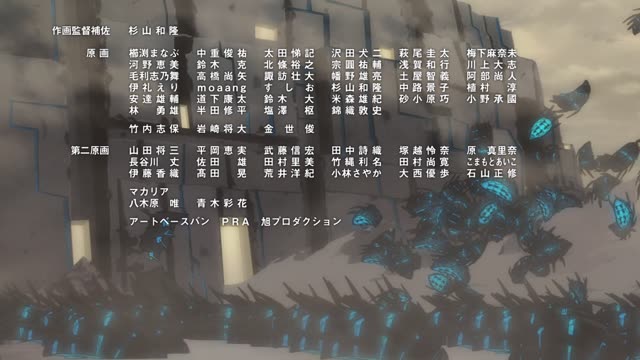 作画監督補佐 杉山和隆
原画 櫛渕まなぶ 中重俊祐 太田悌記 沢田犬二 萩尾圭太 梅下麻奈未
河野恵美 鈴木克 北條裕之 宗圓祐輔 浅賀和行 川上大志
毛利志乃舞 高橋尚矢 諏訪壮大 幡野雄亮 土屋智義 阿部尚人
伊礼えり moaang すしお 杉山和隆 中路景子 植村淳
安達雄輔 道下康太 鈴木大 米森雄紀 砂小原巧 小野承國
林勇雄 半田修平 塩澤枢 錦織敦史
竹内志保 岩崎将大 金世俊
第二原画 山田将三 平岡恵実 武藤信宏 田中詩織 塚越怜奈 原真里奈
長谷川丈 佐田雄 田村里美 竹縄利名 田村尚寛 こまもとあいこ
伊藤香織 髙田晃 荒井洋紀 小林さやか 大西優歩 石山正修
マカリア
八木原唯 青木彩花
アートベースバン PRA 旭プロダクション